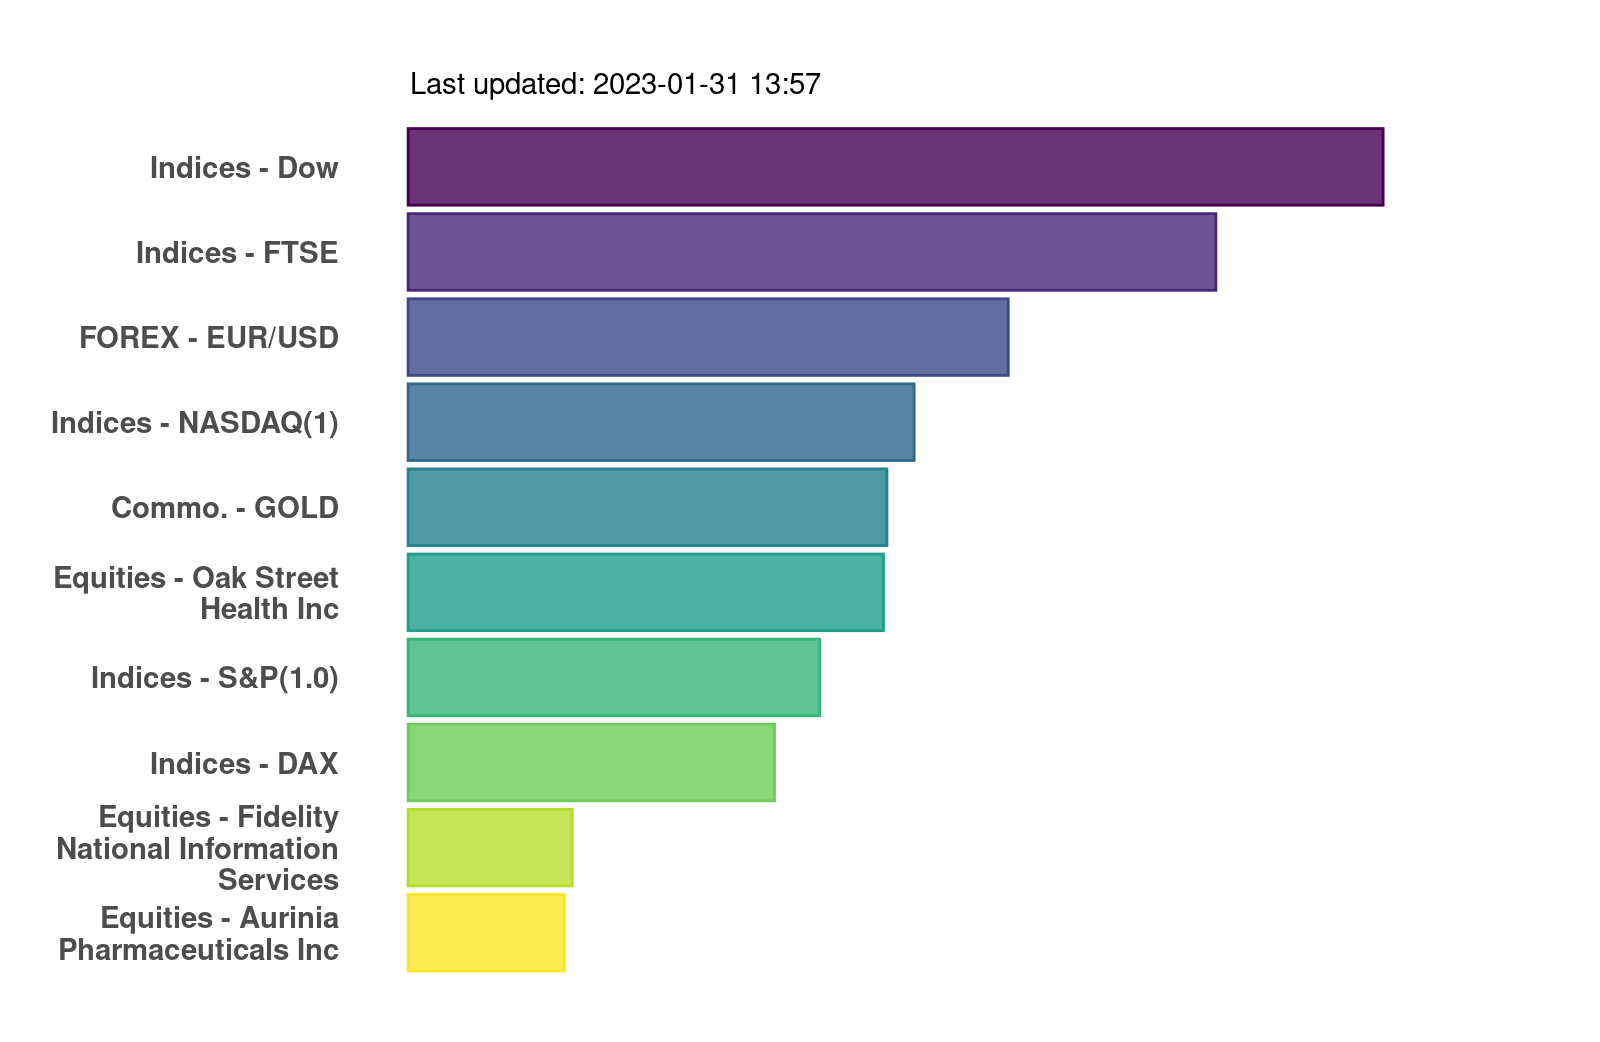 Last updated: 2023-01-31 13:57
Indices - Dow
Indices - FTSE
FOREX - EUR/USD
Indices - NASDAQ(1)
Commo. - GOLD
Equities - Oak Street
Health Inc
Indices - S&P(1.0)
Indices - DAX
Equities - Fidelity
National Information
Services
Equities - Aurinia
Pharmaceuticals Inc